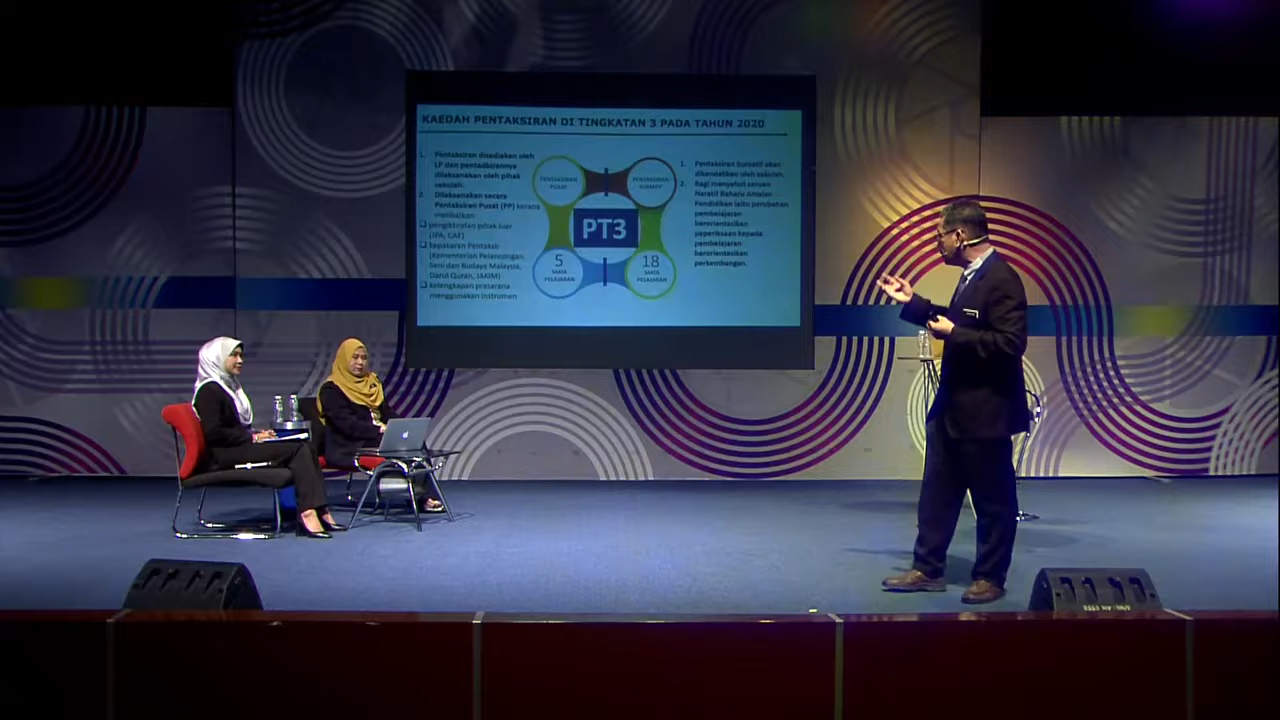 KAEDAH PENTAKSIRAN DI TINGKATAN 3 PADA TAHUN 2020
1. Pentaksiran disediakan oleh
LP dan pentadbirannya
dilaksanakan oleh pihak
sekolah.
2. Dilaksanakan secara
Pentaksiran Pusat (PP) kerana
melibatkan:
pengiktirafan pihak luar
(JPA, CAE)
kepakaran Pentaksir
(Kementerian Pelancongan,
Seni dan Budaya Malaysia,
Darul Quran, JAKIM)
kelengkapan prasarana
menggunakan instrumen
PENTAKSIRAN
PUSAT
PENTAKSIRAN
SUMATIF
PT3
5
MATA
PELAJARAN
18
MATA
PELAJARAN
1. Pentaksiran Sumatif akan
dikendalikan oleh sekolah.
2. Bagi menyahut seruan
Naratif Baharu Amalan
Pendidikan iaitu perubahan
pembelajaran
berorientasikan
peperiksaan kepada
pembelajaran
berorientasikan
perkembangan.